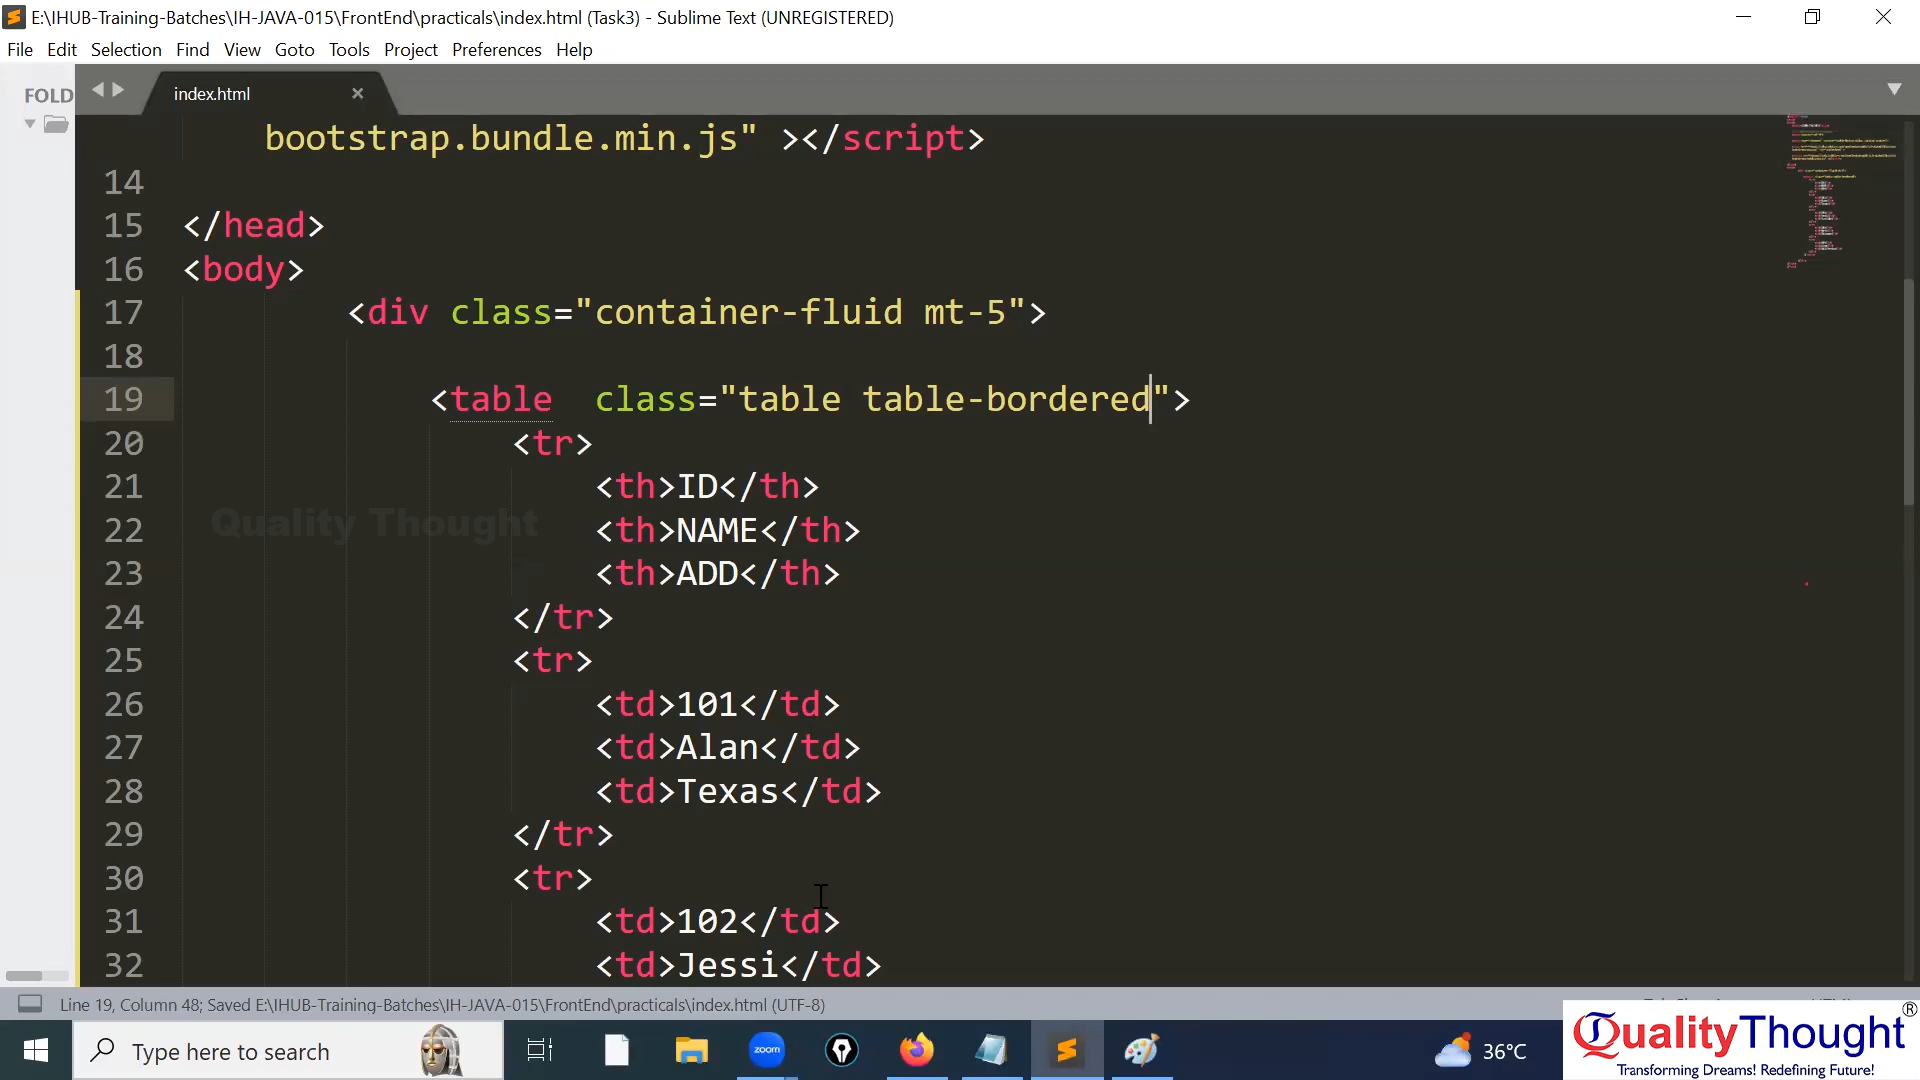 E:\IHUB-Training-Batches\IH-JAVA-015\FrontEnd\practicals\index.html (Task3) - Sublime Text (UNREGISTERED)
File Edit Selection Find View Goto Tools Project Preferences Help
FOLD
index.html
bootstrap.bundle.min.js" ></script>
14
15 </head>
16 <body>
17 <div class="container-fluid mt-5">
18
19 <table  class="table table-bordered">
20 <tr>
21 <th>ID</th>
22 <th>NAME</th>
Quality Thought
23 <th>ADD</th>
24 </tr>
25 <tr>
26 <td>101</td>
27 <td>Alan</td>
28 <td>Texas</td>
29 </tr>
30 <tr>
31 <td>102</td>
32 <td>Jessi</td>
Line 19, Column 48; Saved E:\IHUB-Training-Batches\IH-JAVA-015\FrontEnd\practicals\index.html (UTF-8)
Type here to search
zoom
36°C
QualityThought®
Transforming Dreams! Redefining Future!